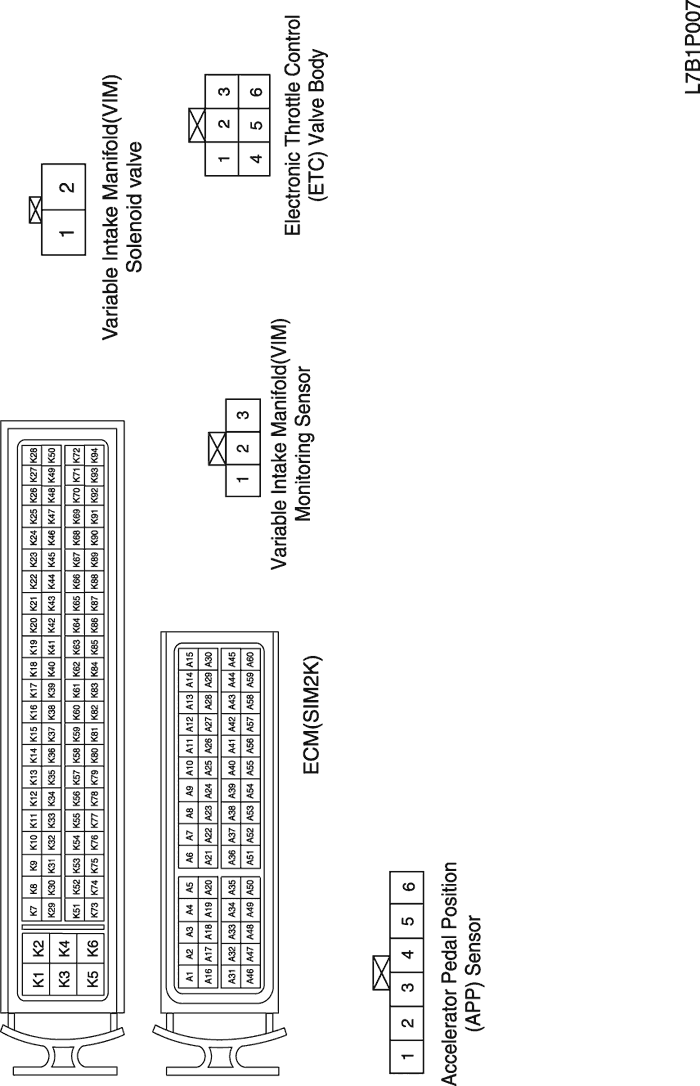 K1 K2
K3 K4
K5 K6
K7 K8 K9 K10 K11 K12 K13 K14 K15 K16 K17 K18 K19 K20 K21 K22 K23 K24 K25 K26 K27 K28
K29 K30 K31 K32 K33 K34 K35 K36 K37 K38 K39 K40 K41 K42 K43 K44 K45 K46 K47 K48 K49 K50
K51 K52 K53 K54 K55 K56 K57 K58 K59 K60 K61 K62 K63 K64 K65 K66 K67 K68 K69 K70 K71 K72
K73 K74 K75 K76 K77 K78 K79 K80 K81 K82 K83 K84 K85 K86 K87 K88 K89 K90 K91 K92 K93 K94
1 2
Variable Intake Manifold(VIM)
Solenoid valve
A1 A2 A3 A4 A5 A6 A7 A8 A9 A10 A11 A12 A13 A14 A15
A16 A17 A18 A19 A20 A21 A22 A23 A24 A25 A26 A27 A28 A29 A30
A31 A32 A33 A34 A35 A36 A37 A38 A39 A40 A41 A42 A43 A44 A45
A46 A47 A48 A49 A50 A51 A52 A53 A54 A55 A56 A57 A58 A59 A60
ECM(SIM2K)
1 2 3
Variable Intake Manifold(VIM)
Monitoring Sensor
1 2 3
4 5 6
Electronic Throttle Control
(ETC) Valve Body
1 2 3 4 5 6
Accelerator Pedal Position
(APP) Sensor
L7B1P007